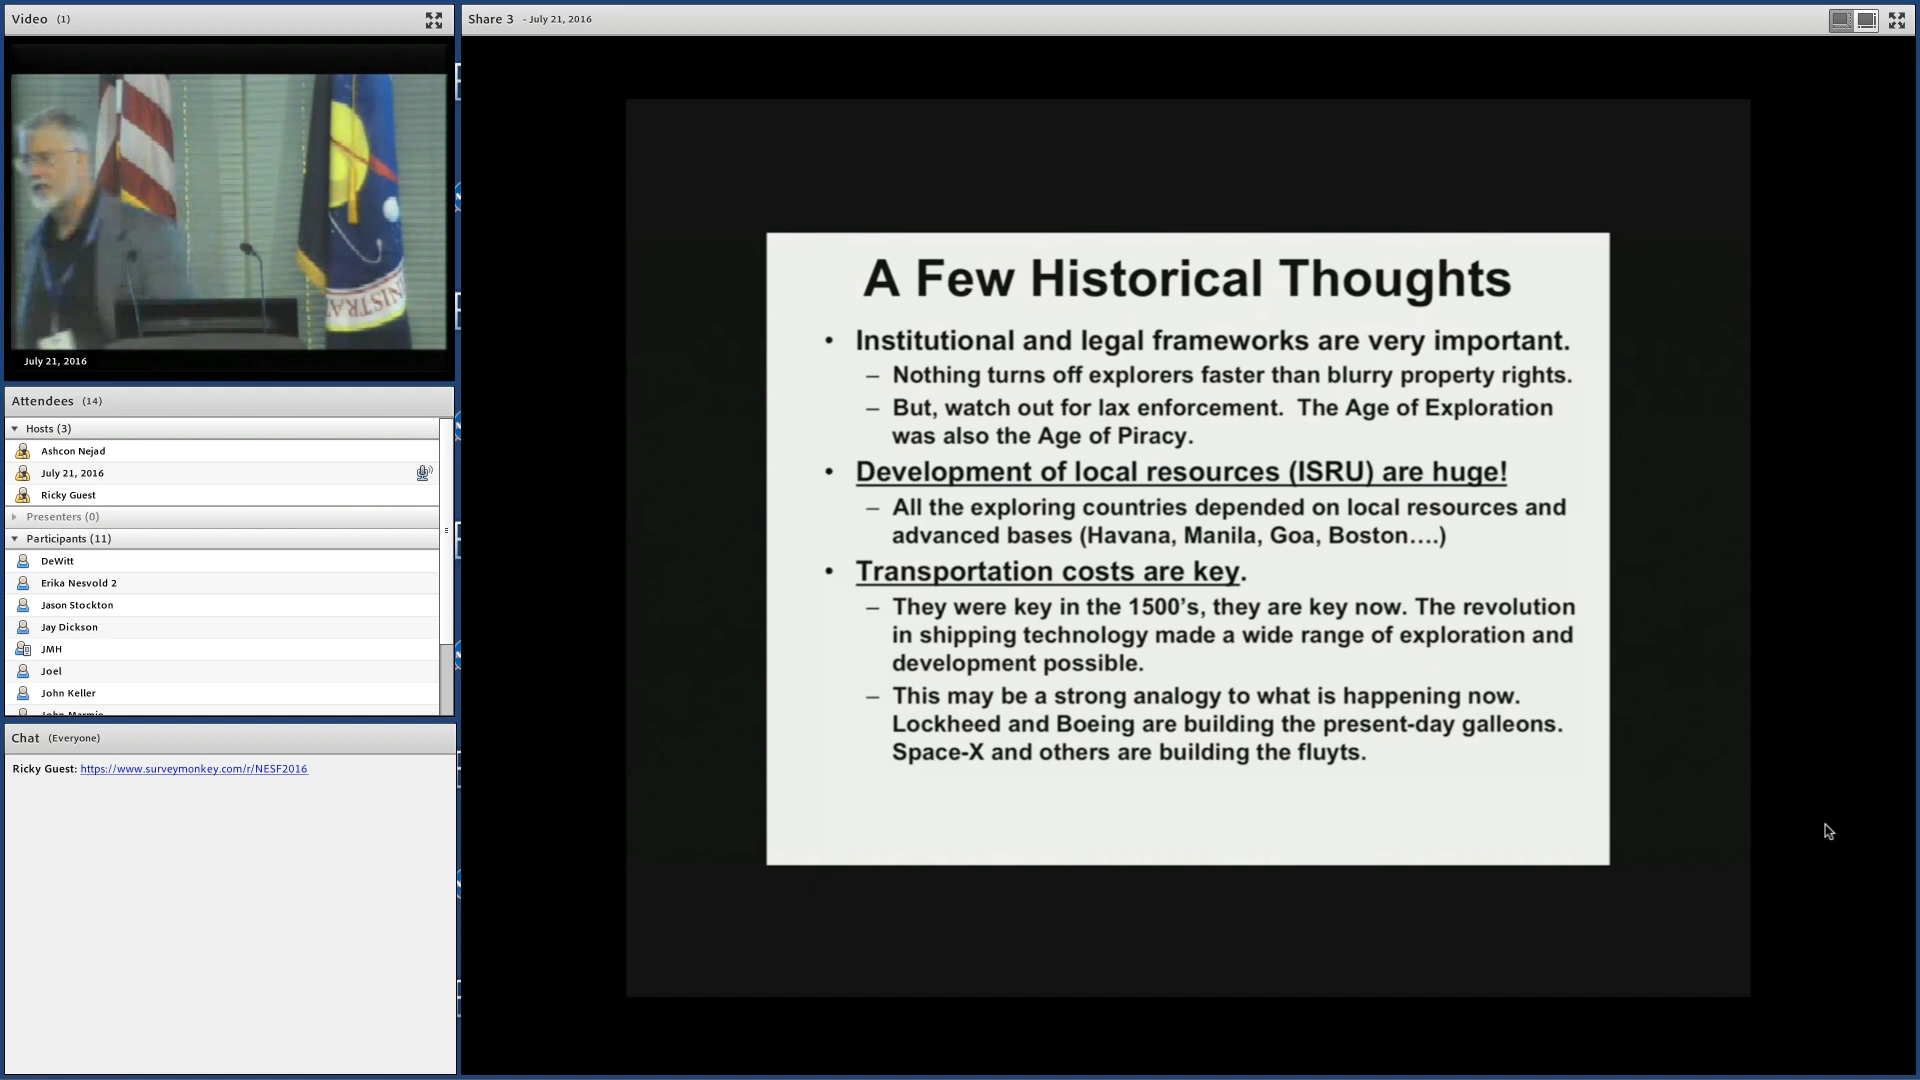 Video (1)
July 21, 2016
Attendees (14)
Hosts (3)
Ashcon Nejad
July 21, 2016
Ricky Guest
Presenters (0)
Participants (11)
DeWitt
Erika Nesvold 2
Jason Stockton
Jay Dickson
JMH
Joel
John Keller
John Marmie
Chat (Everyone)
Ricky Guest: https://www.surveymonkey.com/r/NESF2016
Share 3 - July 21, 2016
A Few Historical Thoughts
• Institutional and legal frameworks are very important.
– Nothing turns off explorers faster than blurry property rights.
– But, watch out for lax enforcement. The Age of Exploration
was also the Age of Piracy.
• Development of local resources (ISRU) are huge!
– All the exploring countries depended on local resources and
advanced bases (Havana, Manila, Goa, Boston....)
• Transportation costs are key.
– They were key in the 1500's, they are key now. The revolution
in shipping technology made a wide range of exploration and
development possible.
– This may be a strong analogy to what is happening now.
Lockheed and Boeing are building the present-day galleons.
Space-X and others are building the fluyts.